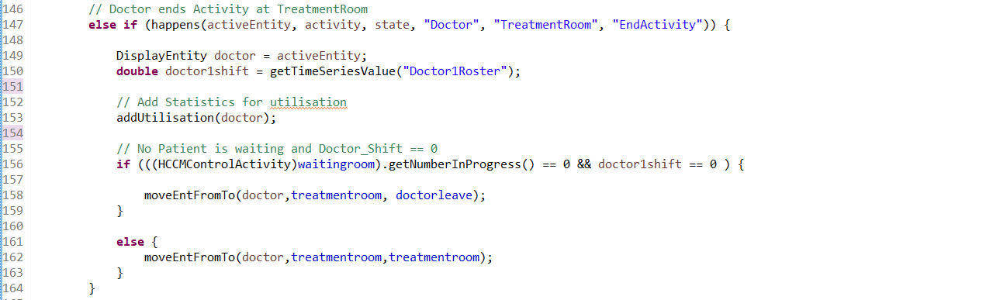 146 // Doctor ends Activity at TreatmentRoom
147 else if (happens(activeEntity, activity, state, "Doctor", "TreatmentRoom", "EndActivity")) {
148
149 DisplayEntity doctor = activeEntity;
150 double doctor1shift = getTimeSeriesValue("Doctor1Roster");
151
152 // Add Statistics for utilisation
153 addUtilisation(doctor);
154
155 // No Patient is waiting and Doctor_Shift == 0
156 if (((HCCMControlActivity)waitingroom).getNumberInProgress() == 0 && doctor1shift == 0 ) {
157
158 moveEntFromTo(doctor,treatmentroom, doctorleave);
159 }
160
161 else {
162 moveEntFromTo(doctor,treatmentroom,treatmentroom);
163 }
164 }